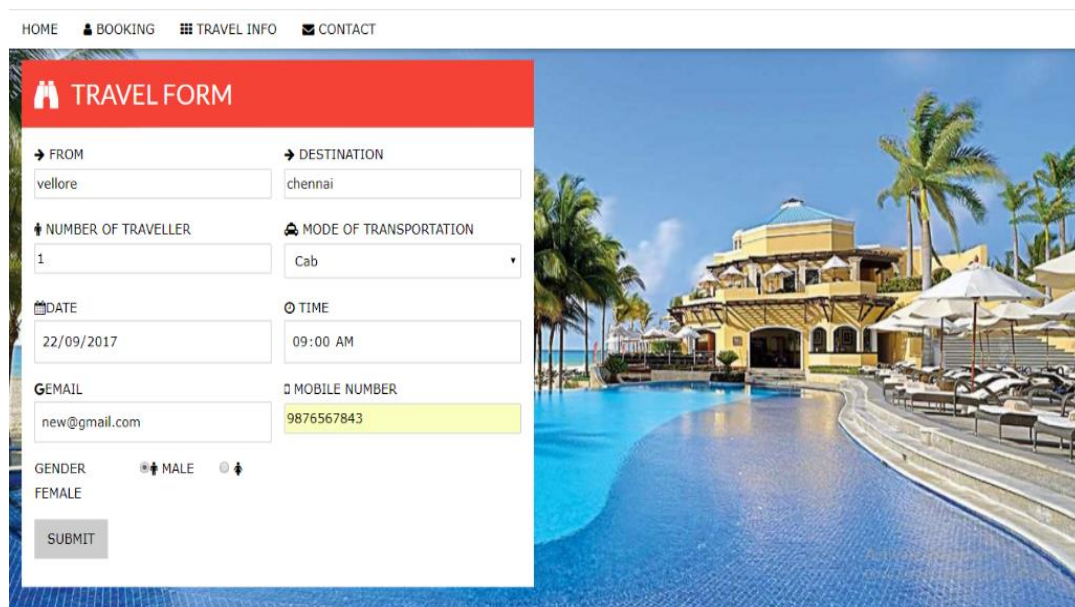 HOME BOOKING TRAVEL INFO CONTACT
TRAVEL FORM
FROM
DESTINATION
vellore
chennai
NUMBER OF TRAVELLER
MODE OF TRANSPORTATION
1
Cab
DATE
TIME
22/09/2017
09:00 AM
GEMAIL
MOBILE NUMBER
new@gmail.com
9876567843
GENDER MALE
FEMALE
SUBMIT